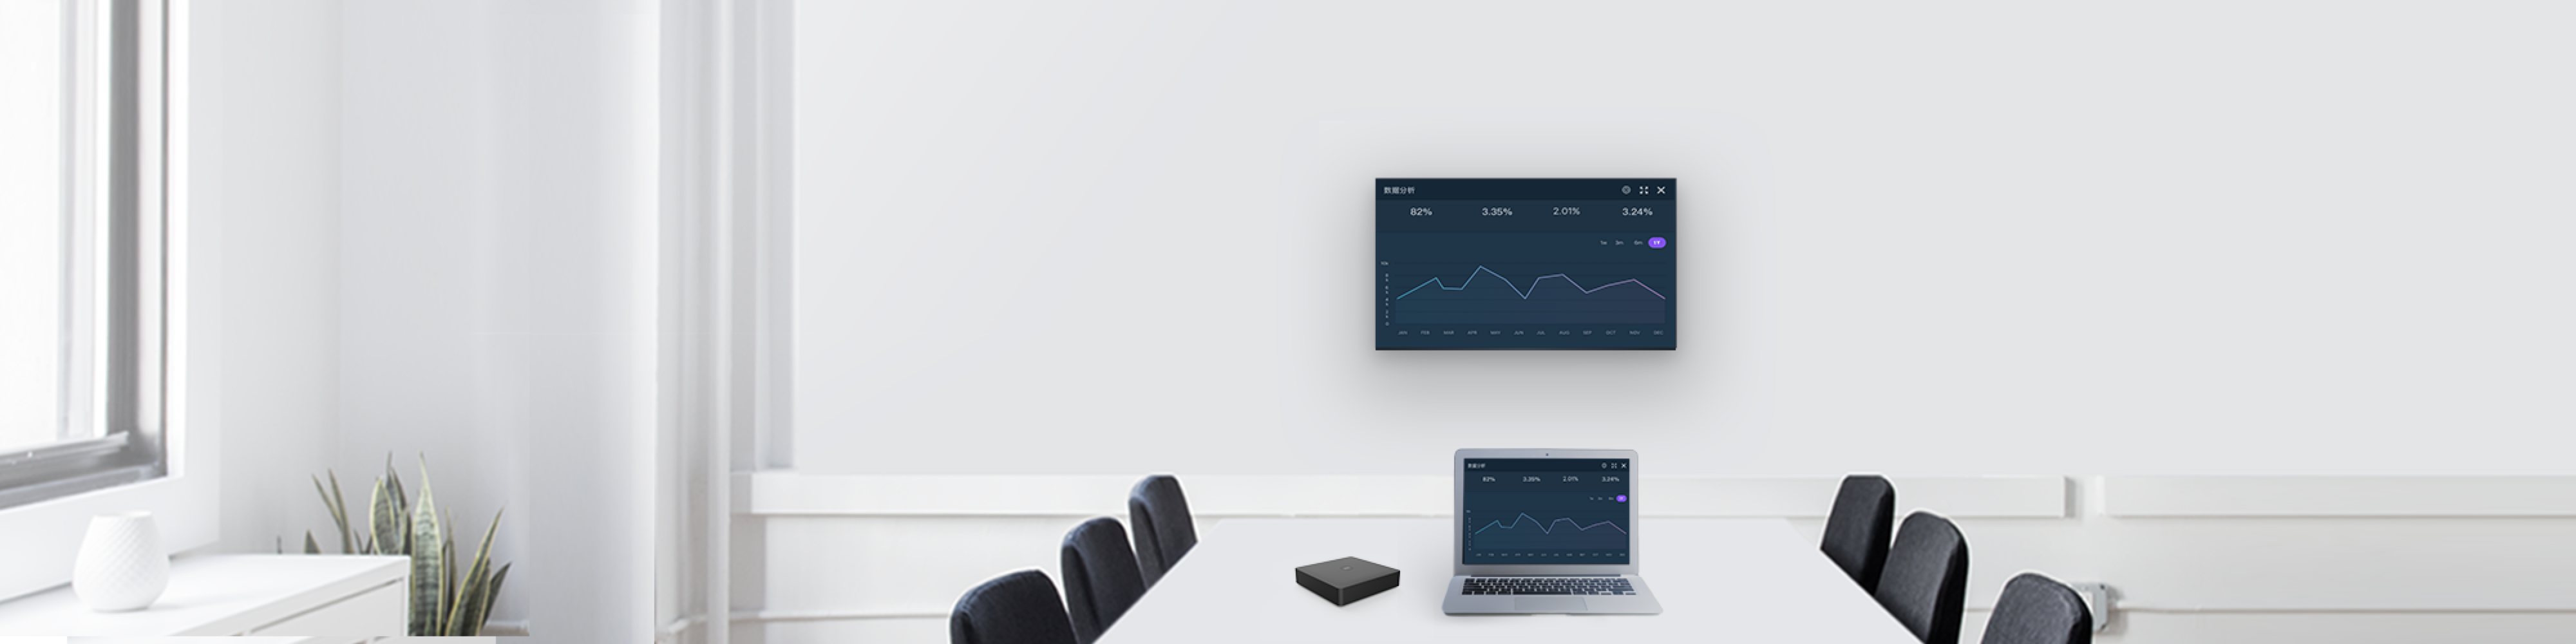 数据分析
82% 3.35% 2.01% 3.24%
1w 3m 6m 1Y
JAN FEB MAR APR MAY JUN JUL AUG SEP OCT NOV DEC
数据分析
82% 3.35% 2.01% 3.24%